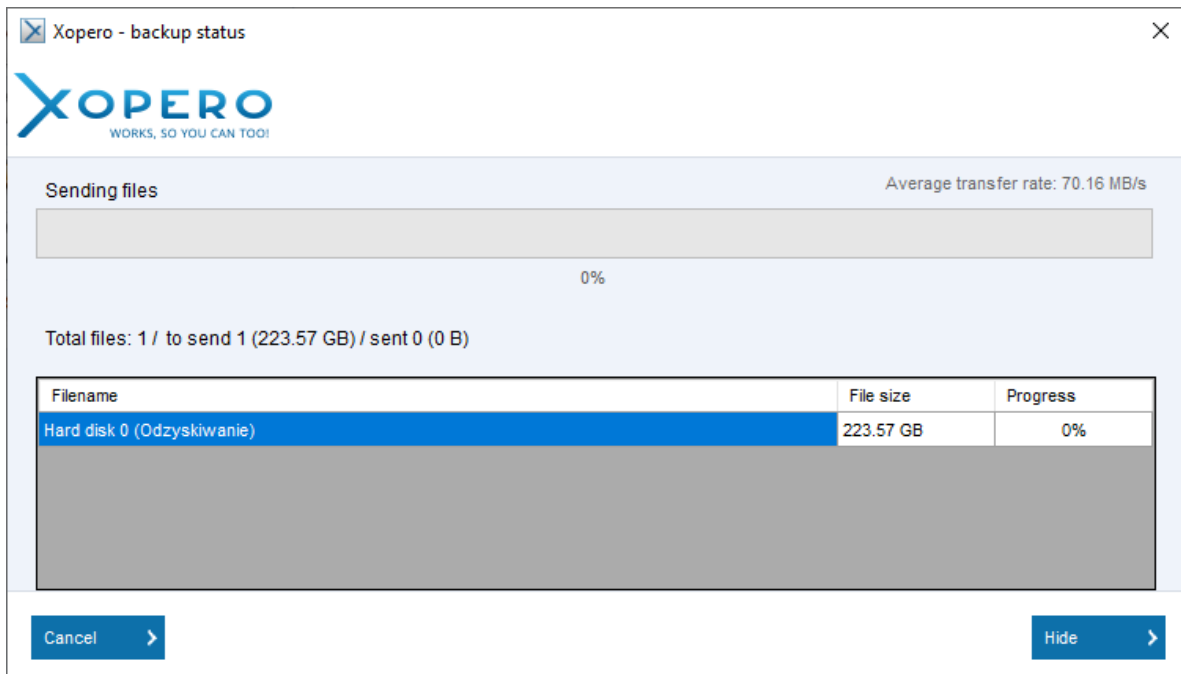 Xopero - backup status
XOPERO
WORKS, SO YOU CAN TOO!
Sending files
Average transfer rate: 70.16 MB/s
0%
Total files: 1 / to send 1 (223.57 GB) / sent 0 (0 B)
Filename File size Progress
Hard disk 0 (Odzyskiwanie) 223.57 GB 0%
Cancel Hide